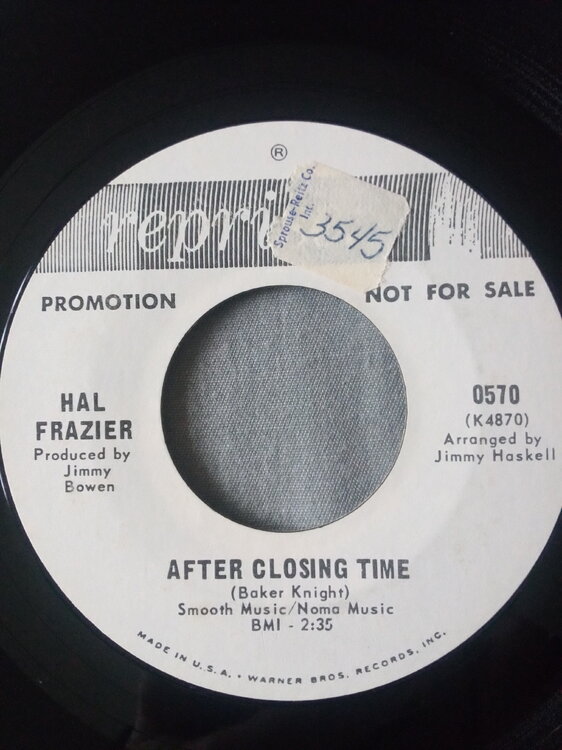 ®
repri
Sprouse-Reitz Co.
Inc.
3545
PROMOTION
NOT FOR SALE
HAL
FRAZIER
Produced by
Jimmy
Bowen
0570
(K4870)
Arranged by
Jimmy Haskell
AFTER CLOSING TIME
(Baker Knight)
Smooth Music/Noma Music
BMI - 2:35
MADE IN U.S.A. • WARNER BROS. RECORDS, INC.